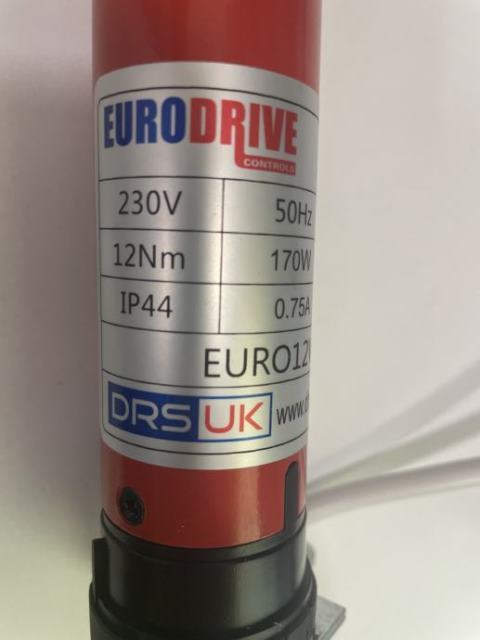 EURODRIVE
CONTROLS
230V 50Hz
12Nm 170W
IP44 0.75A
DRS UK